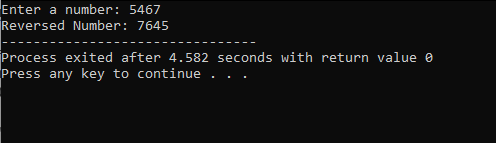 Enter a number: 5467
Reversed Number: 7645
--------------------------------
Process exited after 4.582 seconds with return value 0
Press any key to continue . . .